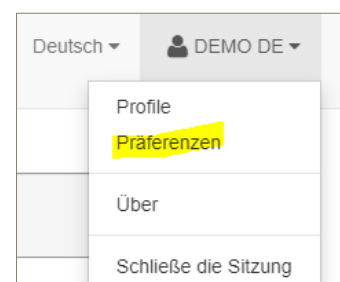 Deutsch DEMO DE
Profile
Präferenzen
Über
Schließe die Sitzung